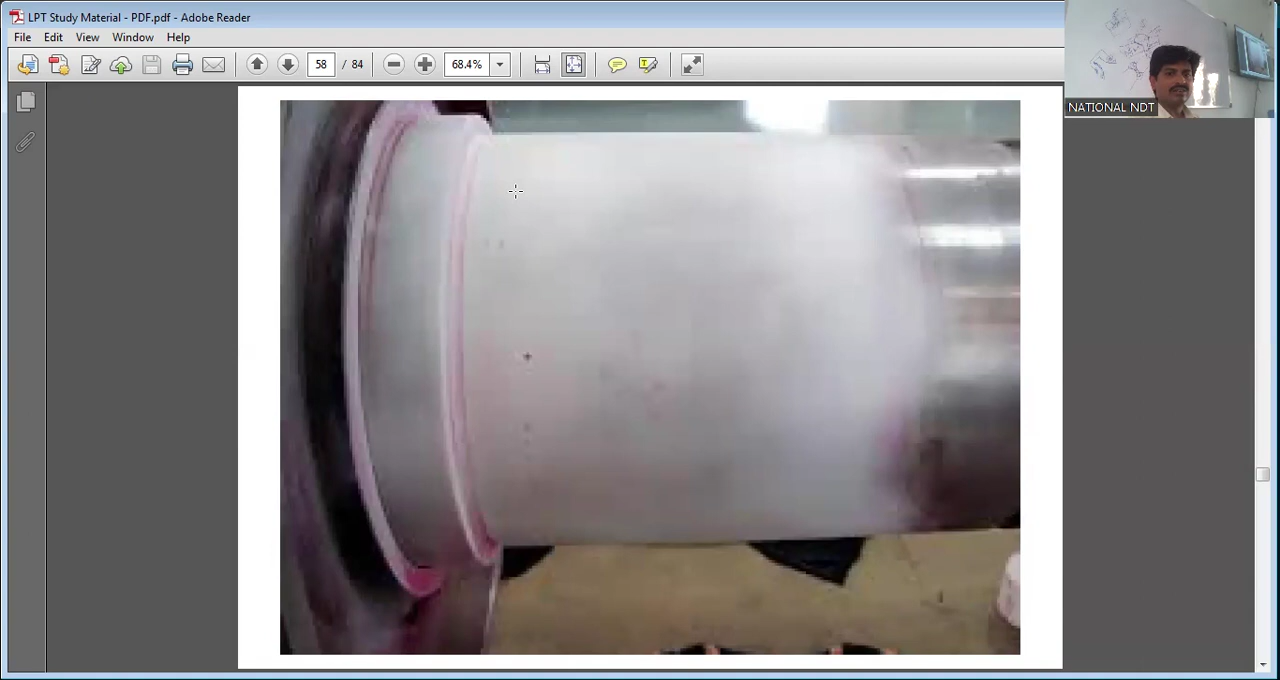 LPT Study Material - PDF.pdf - Adobe Reader
File Edit View Window Help
58 / 84 68.4%
NATIONAL NDT